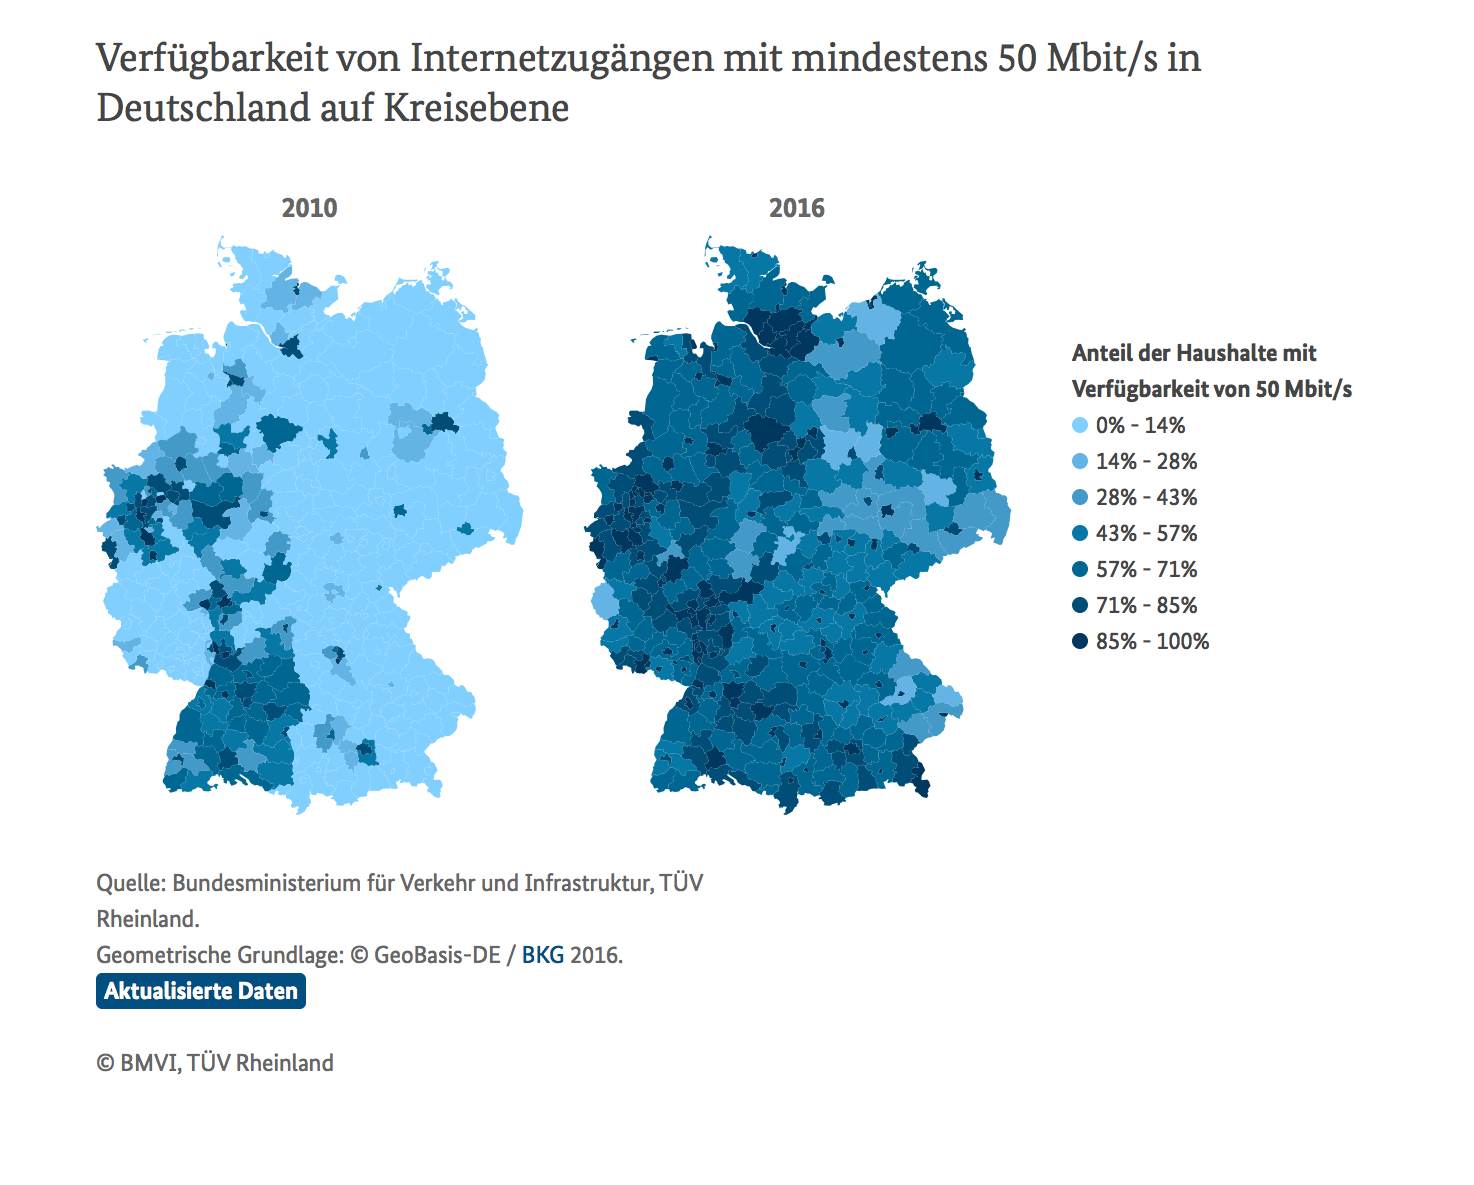 Verfügbarkeit von Internetzugängen mit mindestens 50 Mbit/s in
Deutschland auf Kreisebene
2010
2016
Anteil der Haushalte mit
Verfügbarkeit von 50 Mbit/s
0% - 14%
14% - 28%
28% - 43%
43% - 57%
57% - 71%
71% - 85%
85% - 100%
Quelle: Bundesministerium für Verkehr und Infrastruktur, TÜV
Rheinland.
Geometrische Grundlage: © GeoBasis-DE / BKG 2016.
Aktualisierte Daten
© BMVI, TÜV Rheinland